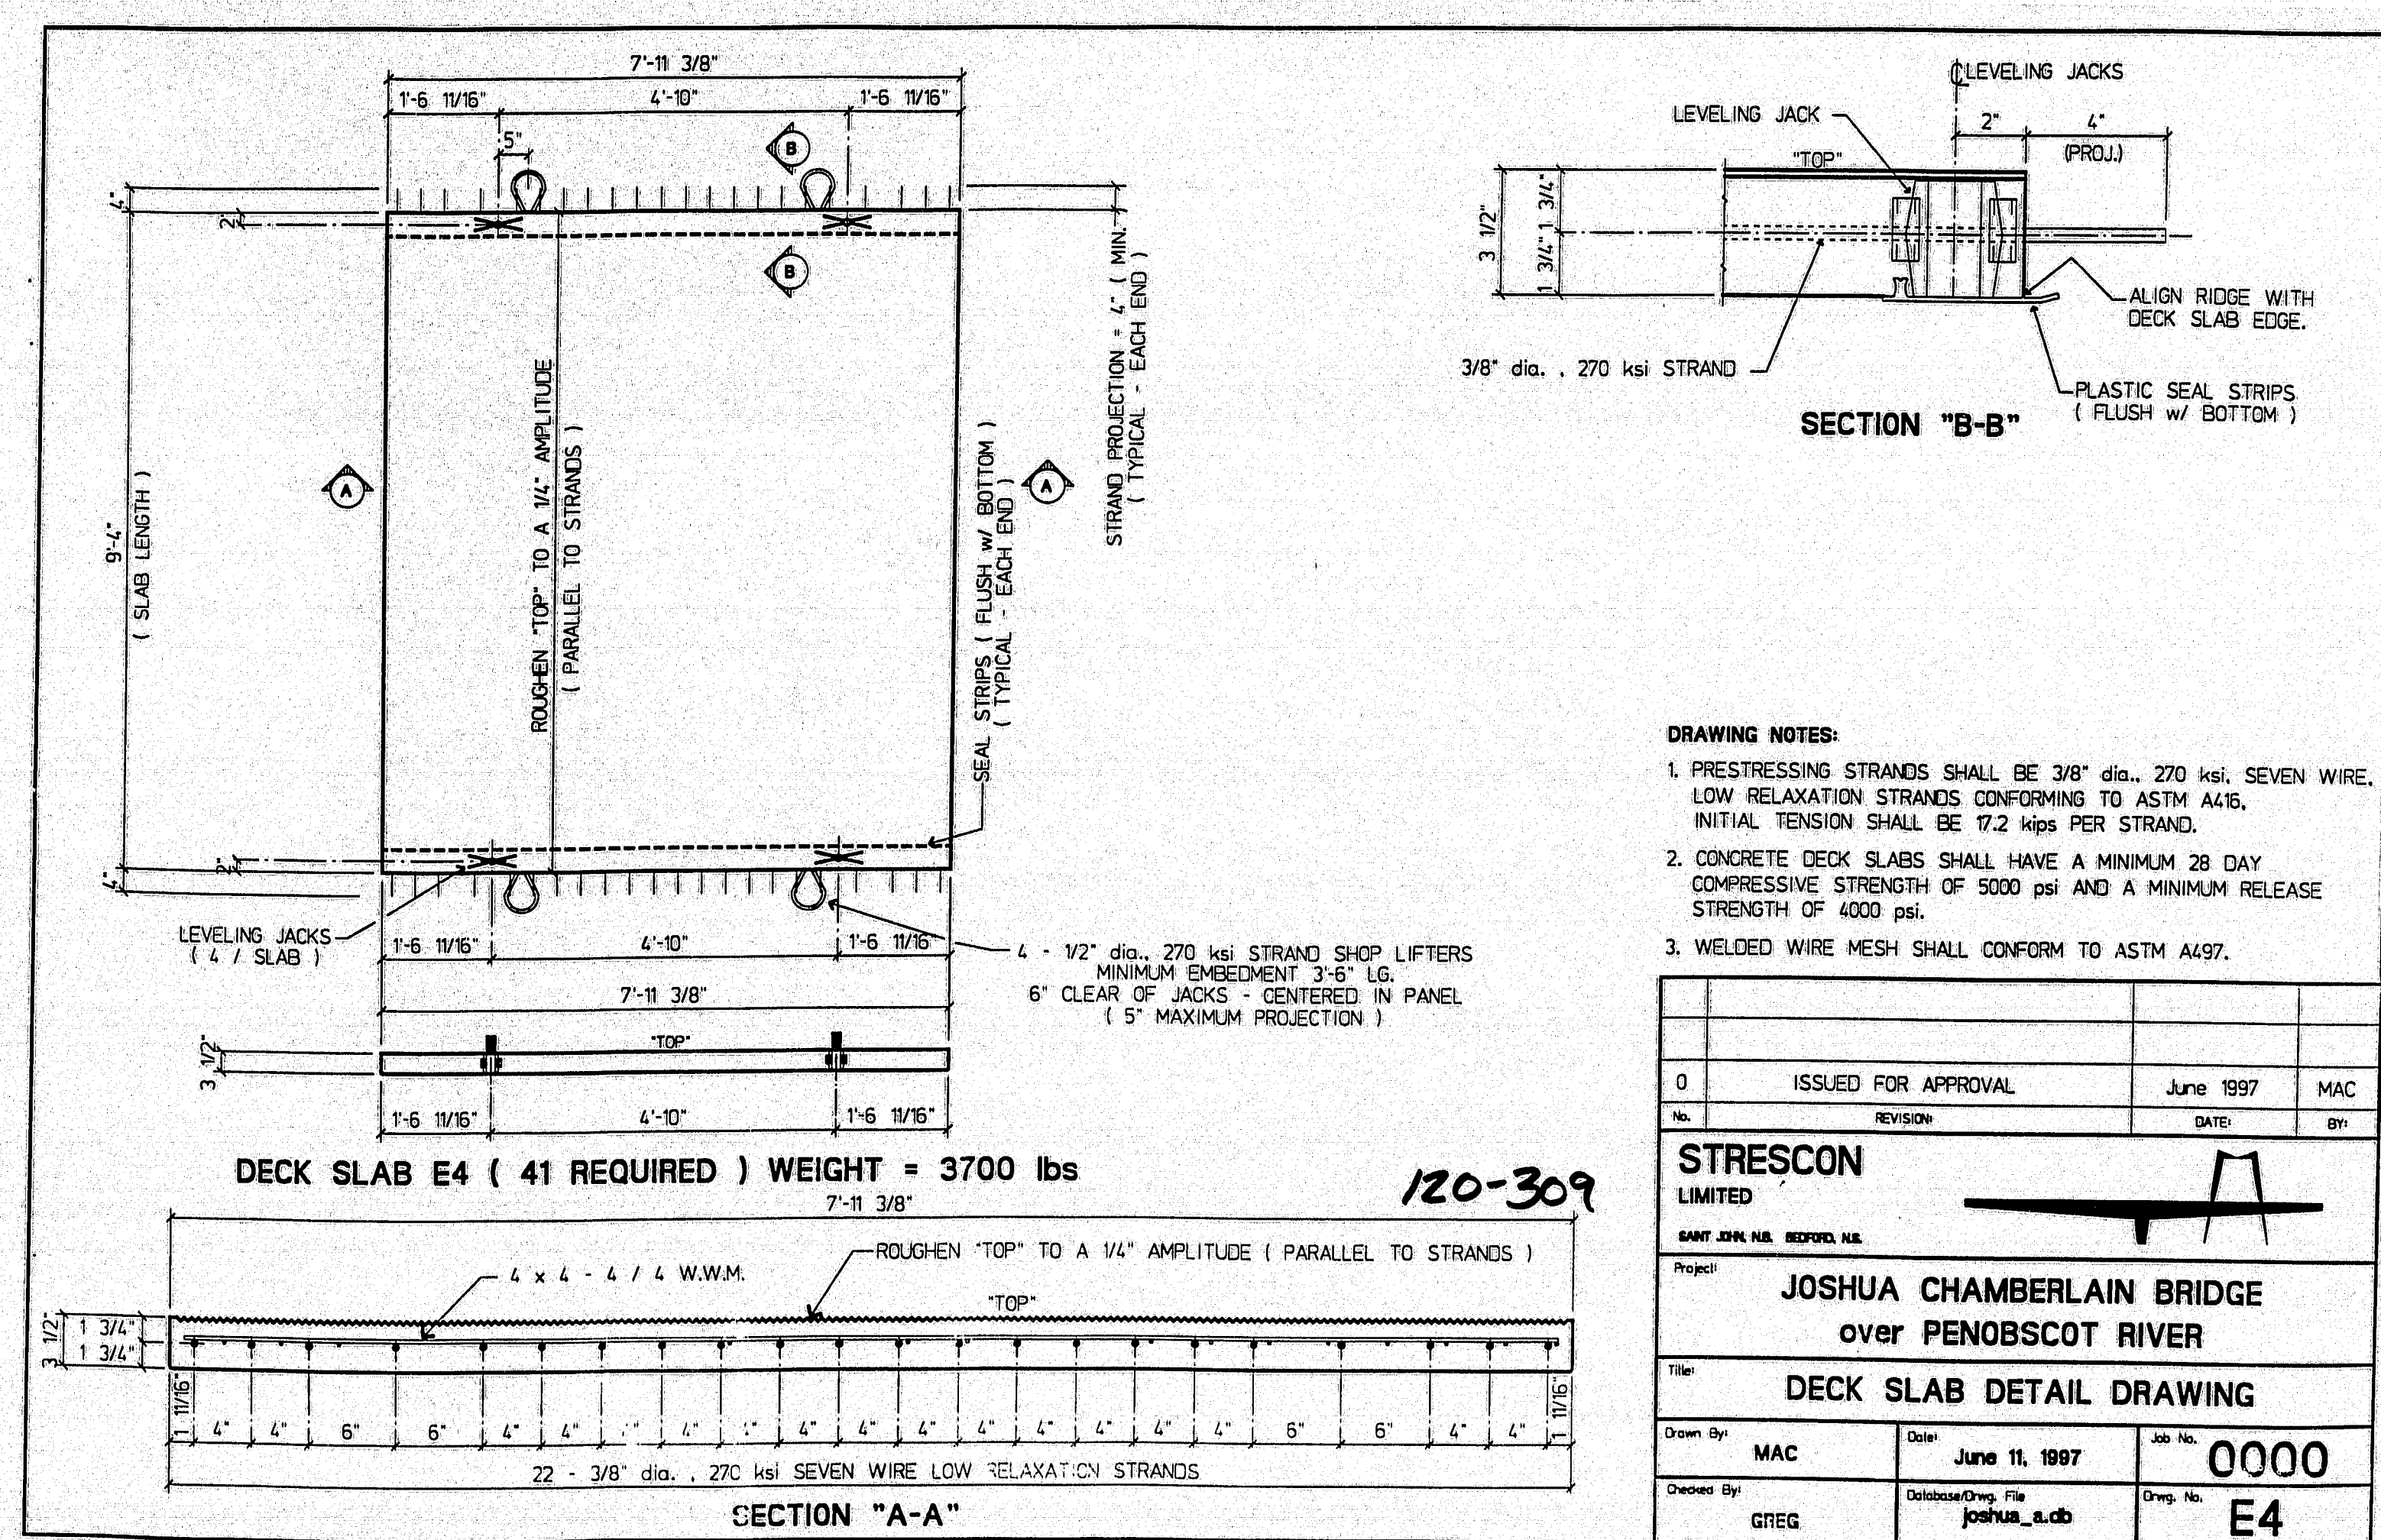 7'-11 3/8"
1'-6 11/16" 4'-10" 1'-6 11/16"
5"
B
4"
2"
B
ROUGHEN "TOP" TO A 1/4" AMPLITUDE
( PARALLEL TO STRANDS )
9'-4"
( SLAB LENGTH )
A
A
SEAL STRIPS ( FLUSH w/ BOTTOM )
( TYPICAL - EACH END )
STRAND PROJECTION = 4" ( MIN. )
( TYPICAL - EACH END )
2"
4"
LEVELING JACKS
( 4 / SLAB )
1'-6 11/16" 4'-10" 1'-6 11/16"
7'-11 3/8"
4 - 1/2" dia., 270 ksi STRAND SHOP LIFTERS
MINIMUM EMBEDMENT 3'-6" LG.
6" CLEAR OF JACKS - CENTERED IN PANEL
( 5" MAXIMUM PROJECTION )
"TOP"
3 1/2"
1'-6 11/16" 4'-10" 1'-6 11/16"
DECK SLAB E4 ( 41 REQUIRED ) WEIGHT = 3700 lbs
120-309
7'-11 3/8"
ROUGHEN "TOP" TO A 1/4" AMPLITUDE ( PARALLEL TO STRANDS )
4 x 4 - 4 / 4 W.W.M.
"TOP"
3 1/2"
1 3/4"
1 3/4"
1 11/16" 4" 4" 6" 6" 4" 4" 4" 4" 4" 4" 4" 4" 4" 4" 4" 6" 6" 4" 4" 1 11/16"
22 - 3/8" dia. , 270 ksi SEVEN WIRE LOW RELAXATION STRANDS
SECTION "A-A"
℄ LEVELING JACKS
LEVELING JACK
2" 4"
(PROJ.)
"TOP"
3 1/2"
1 3/4" 1 3/4"
ALIGN RIDGE WITH
DECK SLAB EDGE.
3/8" dia. , 270 ksi STRAND
PLASTIC SEAL STRIPS
( FLUSH w/ BOTTOM )
SECTION "B-B"
DRAWING NOTES:
1. PRESTRESSING STRANDS SHALL BE 3/8" dia., 270 ksi, SEVEN WIRE,
LOW RELAXATION STRANDS CONFORMING TO ASTM A416,
INITIAL TENSION SHALL BE 17.2 kips PER STRAND.
2. CONCRETE DECK SLABS SHALL HAVE A MINIMUM 28 DAY
COMPRESSIVE STRENGTH OF 5000 psi AND A MINIMUM RELEASE
STRENGTH OF 4000 psi.
3. WELDED WIRE MESH SHALL CONFORM TO ASTM A497.
0 ISSUED FOR APPROVAL June 1997 MAC
No. REVISION: DATE: BY:
STRESCON
LIMITED
SAINT JOHN, N.B. BEDFORD, N.S.
Project:
JOSHUA CHAMBERLAIN BRIDGE
over PENOBSCOT RIVER
Title:
DECK SLAB DETAIL DRAWING
Drawn By: MAC
Date: June 11, 1997
Job No. 0000
Checked By: GREG
Database/Drwg. File joshua_a.db
Drwg. No. E4